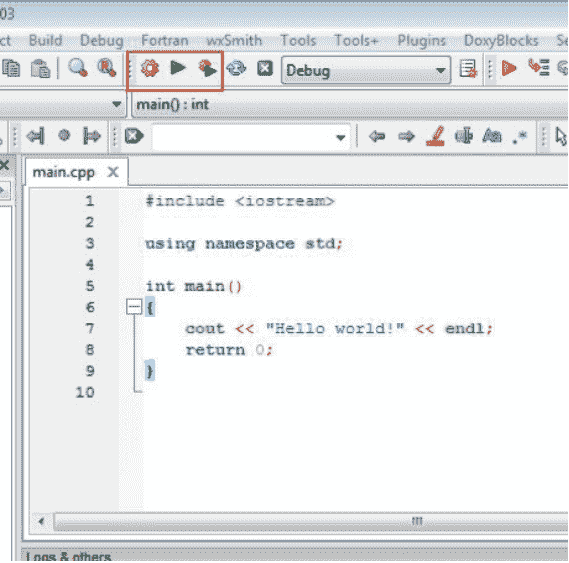 03
ct Build Debug Fortran wxSmith Tools Tools+ Plugins DoxyBlocks Se
Debug
main() : int
main.cpp
1 #include <iostream>
2
3 using namespace std;
4
5 int main()
6 {
7 cout << "Hello world!" << endl;
8 return 0;
9 }
10
Logs & others